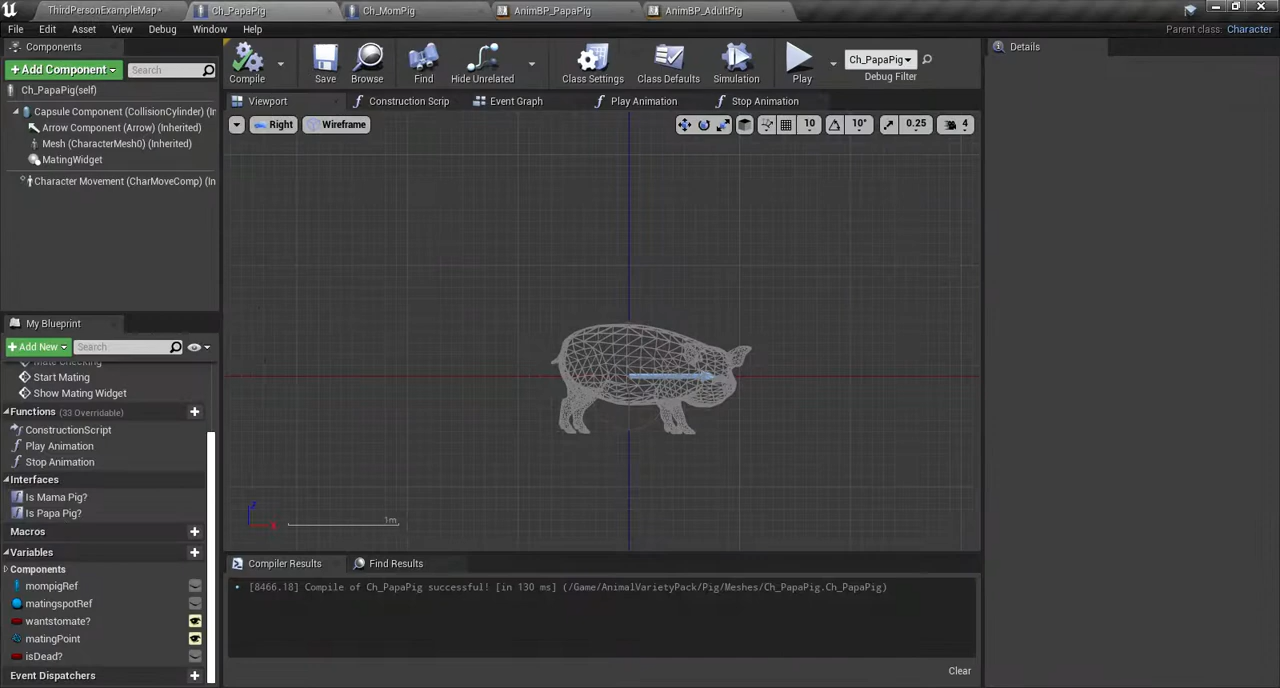 ThirdPersonExampleMap*
Ch_PapaPig
Ch_MomPig
AnimBP_PapaPig
AnimBP_AdultPig
File Edit Asset View Debug Window Help
Parent class: Character
Components
+ Add Component
Search
Ch_PapaPig(self)
Capsule Component (CollisionCylinder) (In
Arrow Component (Arrow) (Inherited)
Mesh (CharacterMesh0) (Inherited)
MatingWidget
Character Movement (CharMoveComp) (In
Compile
Save
Browse
Find
Hide Unrelated
Class Settings
Class Defaults
Simulation
Play
Ch_PapaPig
Debug Filter
Details
Viewport
Construction Scrip
Event Graph
Play Animation
Stop Animation
Right
Wireframe
10
10°
0.25
4
1m
Z
My Blueprint
+ Add New
Search
Mate Checking
Start Mating
Show Mating Widget
Functions (33 Overridable)
ConstructionScript
Play Animation
Stop Animation
Interfaces
Is Mama Pig?
Is Papa Pig?
Macros
Variables
Components
mompigRef
matingspotRef
wantstomate?
matingPoint
isDead?
Event Dispatchers
Compiler Results
Find Results
[8466.18] Compile of Ch_PapaPig successful! [in 130 ms] (/Game/AnimalVarietyPack/Pig/Meshes/Ch_PapaPig.Ch_PapaPig)
Clear